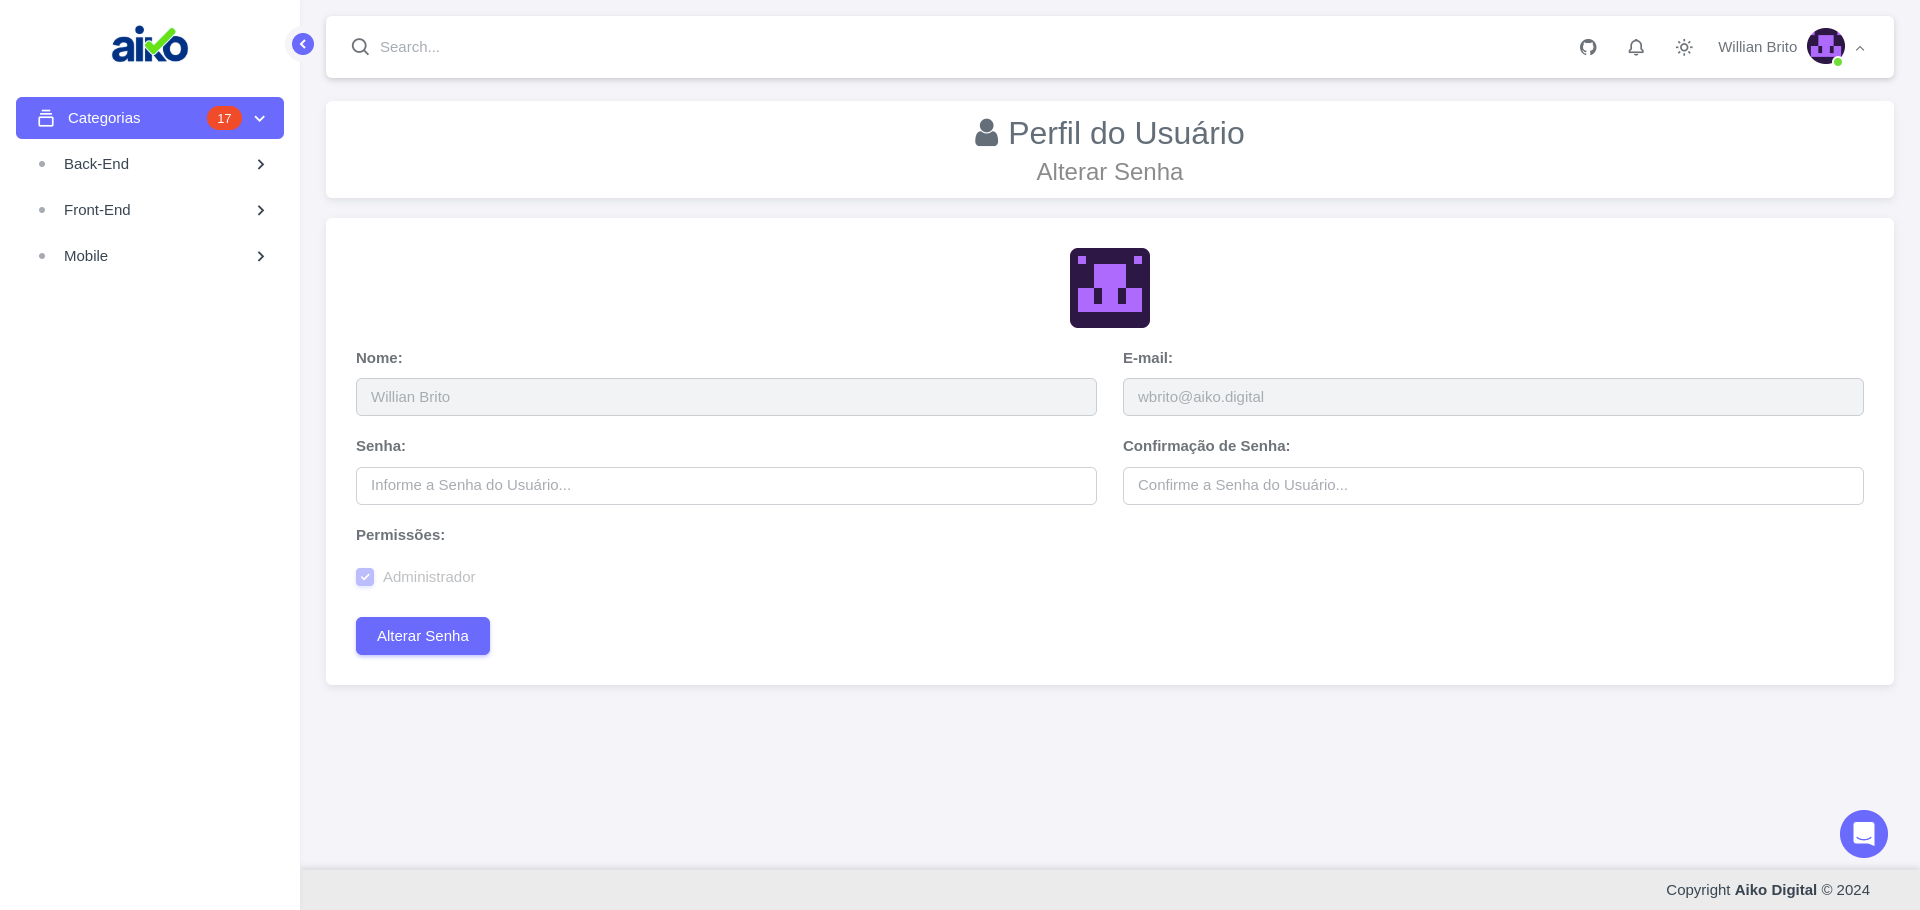 aiko
Search...
Willian Brito
Categorias
17
Back-End
Front-End
Mobile
Perfil do Usuário
Alterar Senha
Nome:
E-mail:
Willian Brito
wbrito@aiko.digital
Senha:
Confirmação de Senha:
Informe a Senha do Usuário...
Confirme a Senha do Usuário...
Permissões:
Administrador
Alterar Senha
Copyright Aiko Digital © 2024